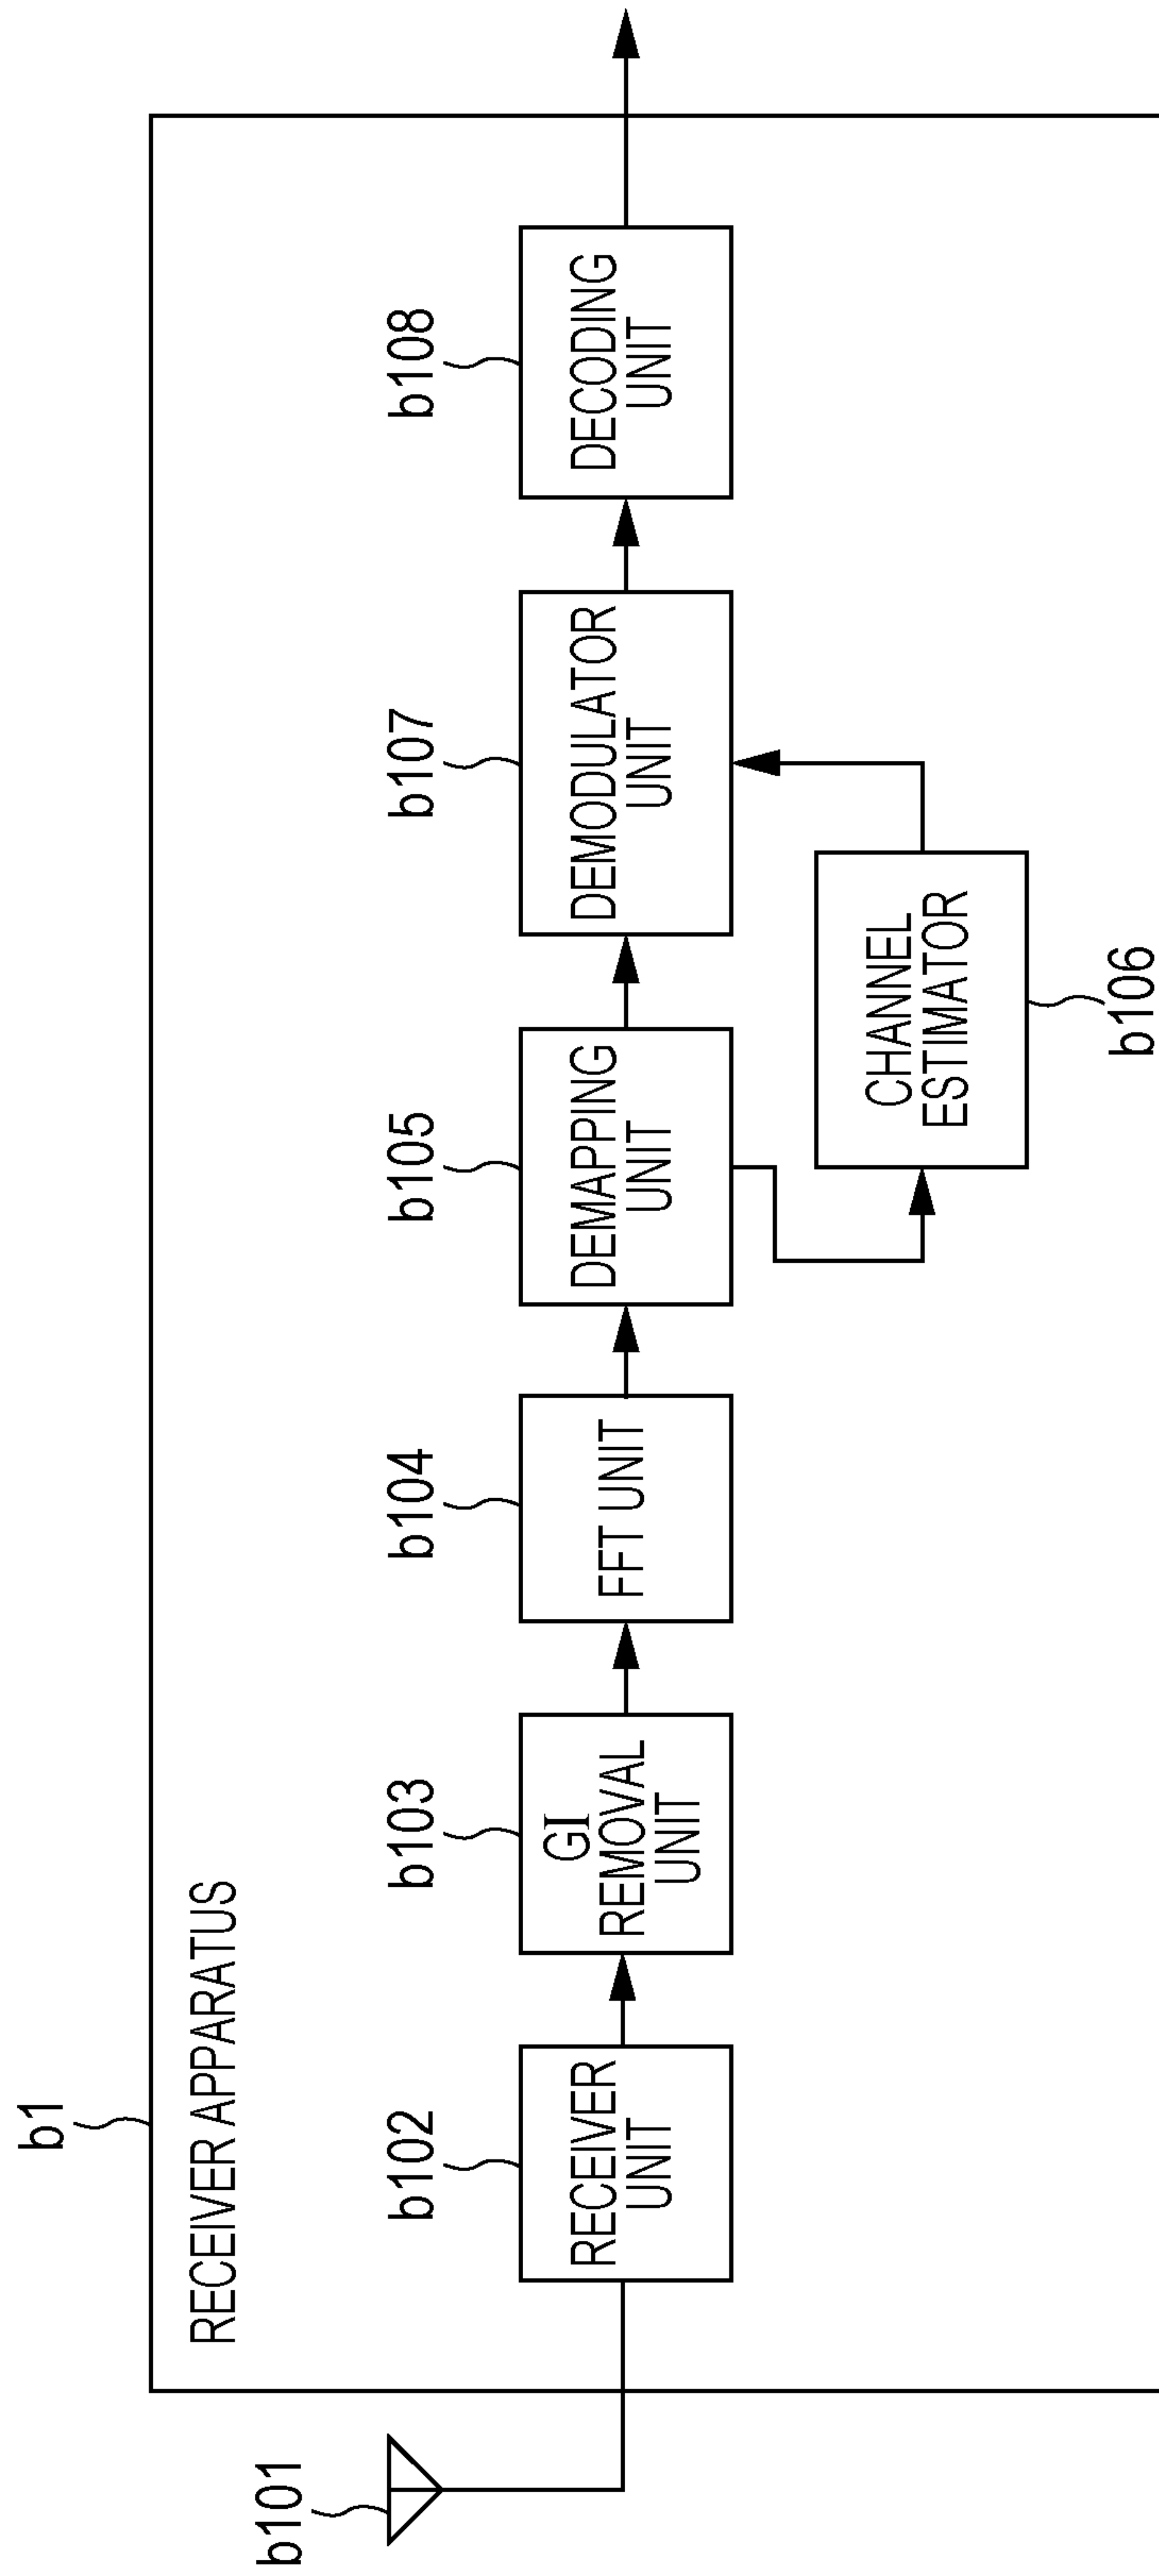 b1
RECEIVER APPARATUS
b101
b102
RECEIVER
UNIT
b103
GI
REMOVAL
UNIT
b104
FFT UNIT
b105
DEMAPPING
UNIT
b107
DEMODULATOR
UNIT
b108
DECODING
UNIT
CHANNEL
ESTIMATOR
b106